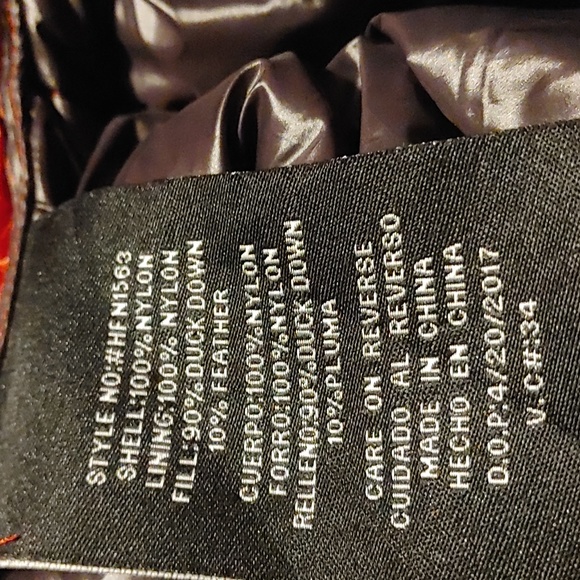 STYLE NO:#HFN1563
SHELL:100%NYLON
LINING:100% NYLON
FILL:90%DUCK DOWN
10% FEATHER
CUERPO:100%NYLON
FORRO:100%NYLON
RELLENO:90%DUCK DOWN
10%PLUMA
CARE ON REVERSE
CUIDADO AL REVERSO
MADE IN CHINA
HECHO EN CHINA
D.O.P:4/20/2017
V.C#:34